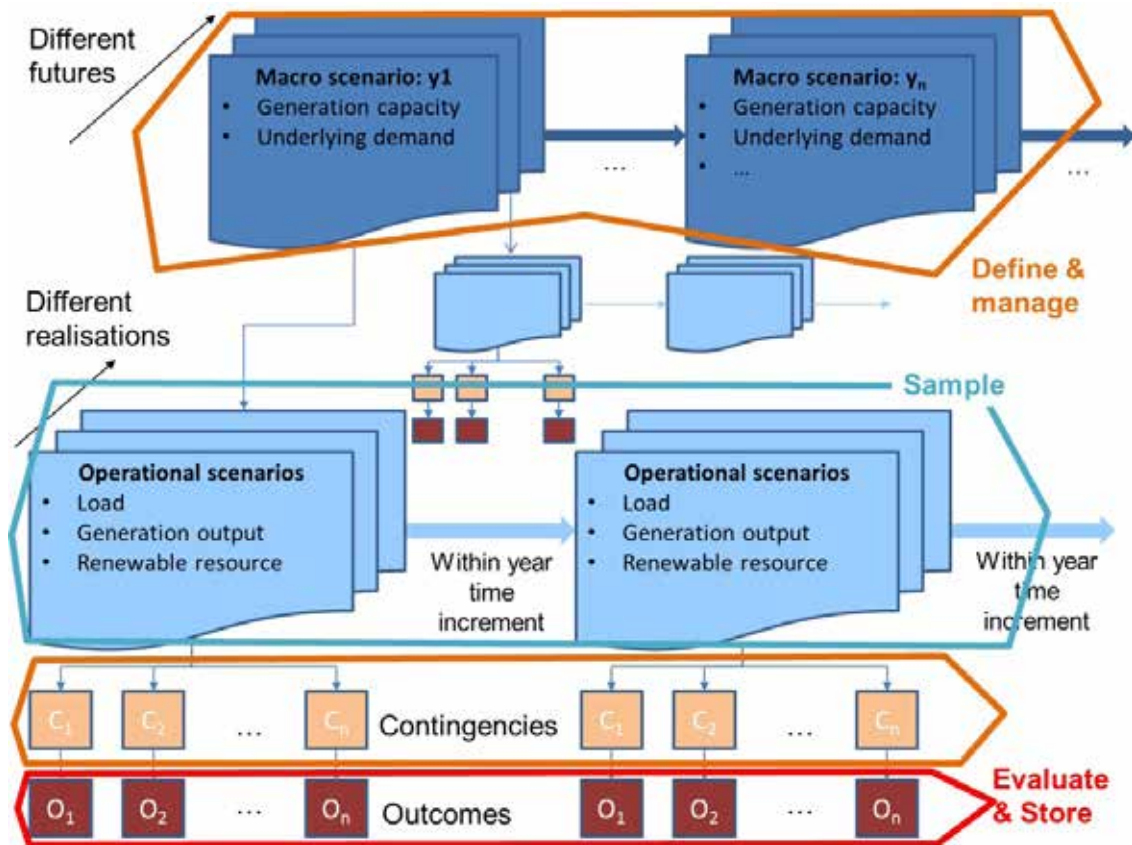 Different
futures
Macro scenario: y1
• Generation capacity
• Underlying demand
...
Macro scenario: yₙ
• Generation capacity
• Underlying demand
• ...
...
Define &
manage
Different
realisations
Sample
Operational scenarios
• Load
• Generation output
• Renewable resource
Within year
time
increment
Operational scenarios
• Load
• Generation output
• Renewable resource
Within year
time
increment
C₁ C₂ ... Cₙ Contingencies C₁ C₂ ... Cₙ
O₁ O₂ ... Oₙ Outcomes O₁ O₂ ... Oₙ
Evaluate
& Store